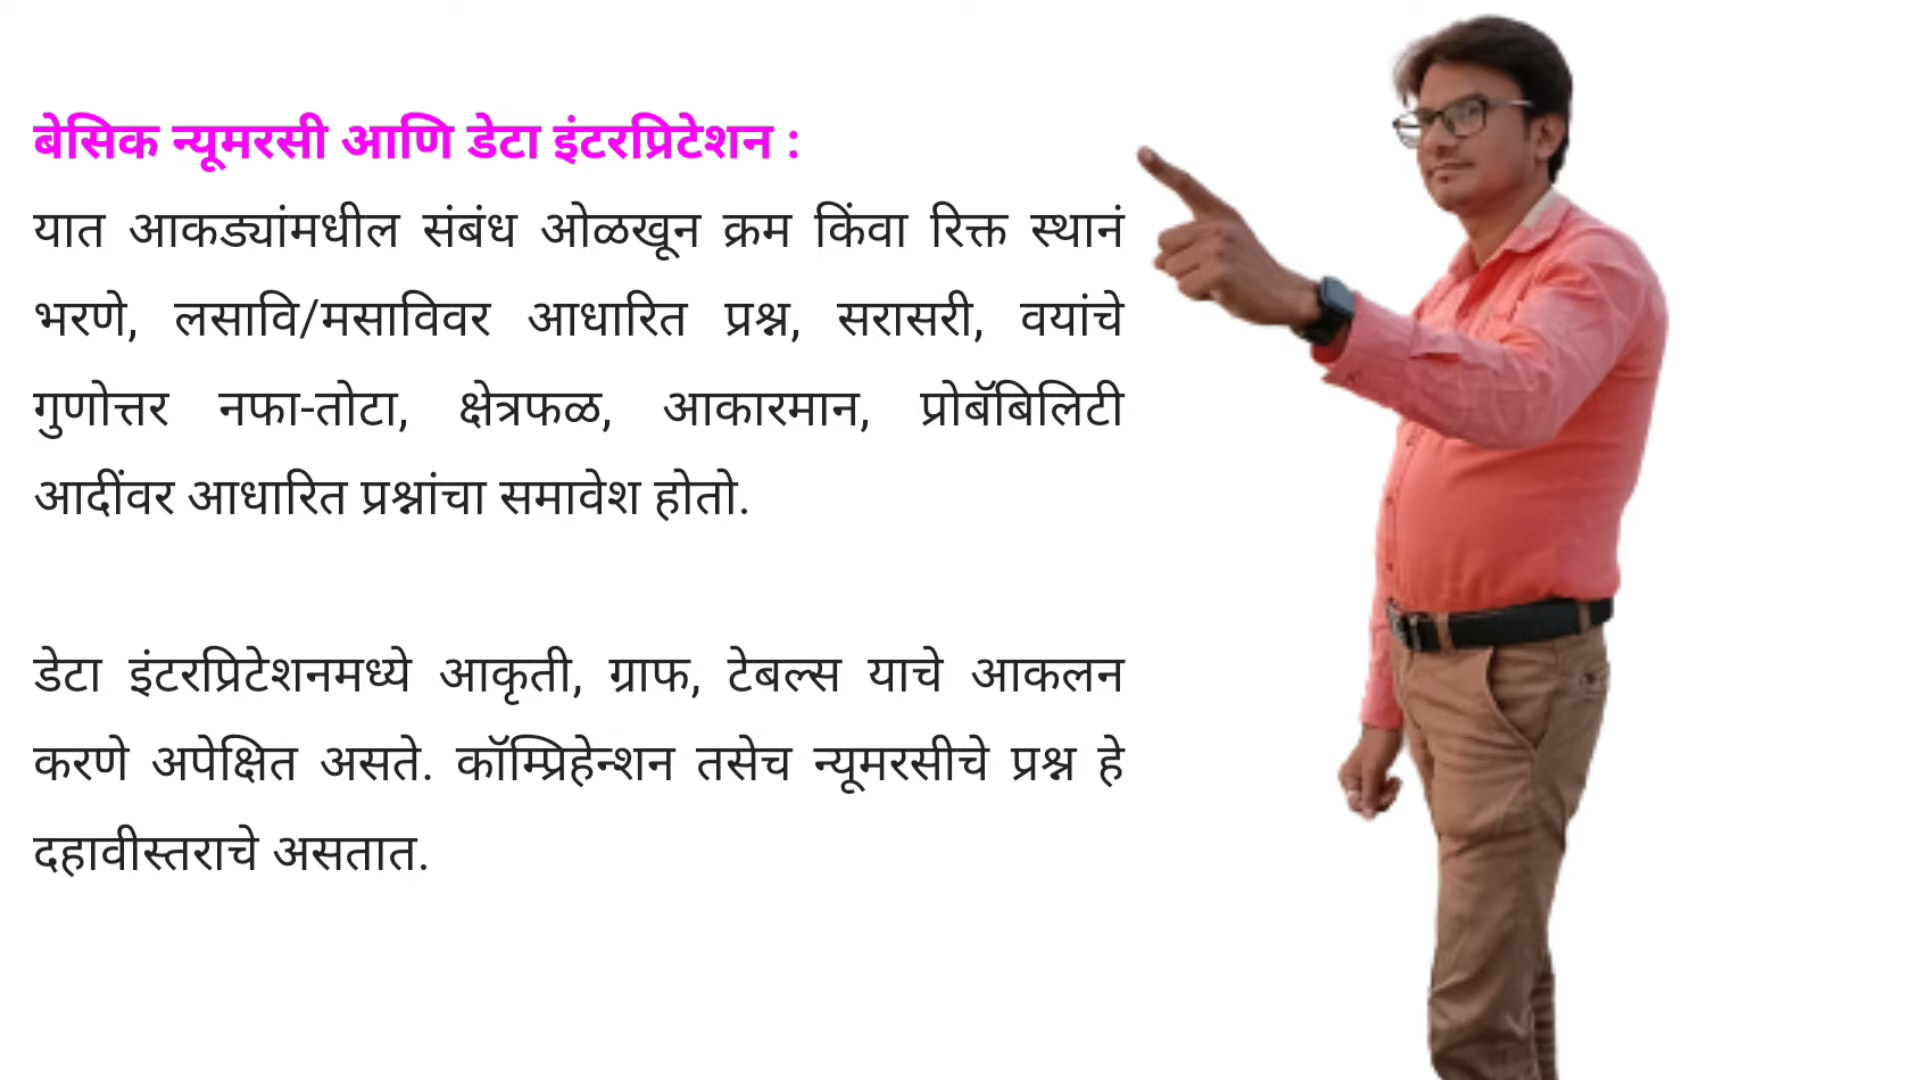 बेसिक न्यूमरसी आणि डेटा इंटरप्रिटेशन :
यात आकड्यांमधील संबंध ओळखून क्रम किंवा रिक्त स्थानं
भरणे, लसावि/मसाविवर आधारित प्रश्न, सरासरी, वयांचे
गुणोत्तर नफा-तोटा, क्षेत्रफळ, आकारमान, प्रोबॅबिलिटी
आदींवर आधारित प्रश्नांचा समावेश होतो.
डेटा इंटरप्रिटेशनमध्ये आकृती, ग्राफ, टेबल्स याचे आकलन
करणे अपेक्षित असते. कॉम्प्रिहेन्शन तसेच न्यूमरसीचे प्रश्न हे
दहावीस्तराचे असतात.